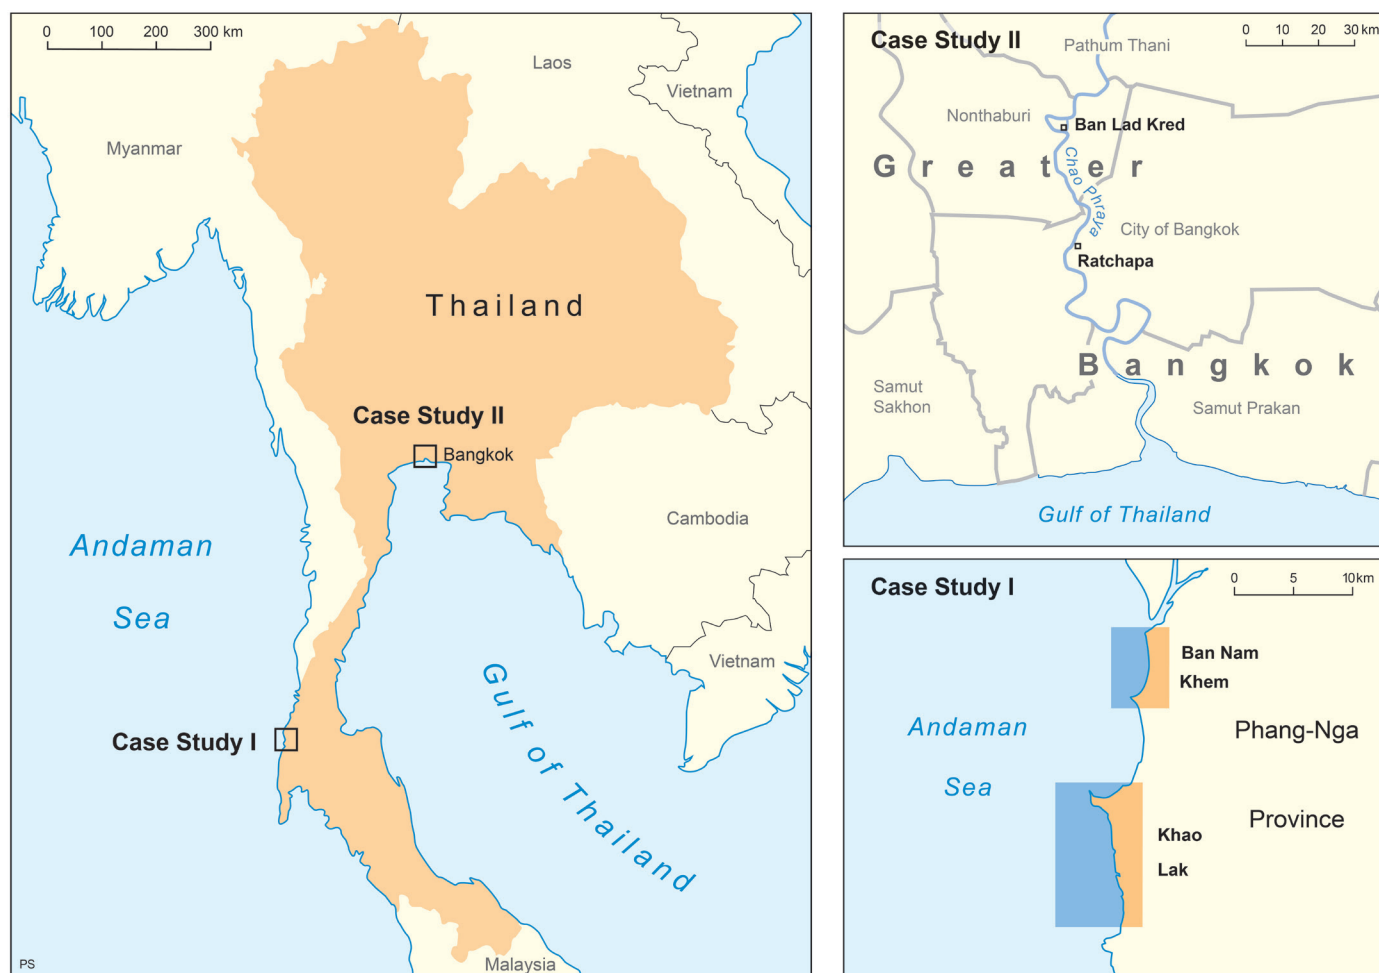 0 100 200 300 km
Laos
Vietnam
Myanmar
Thailand
Case Study II
Bangkok
Cambodia
Andaman
Sea
Vietnam
Gulf of Thailand
Case Study I
Malaysia
PS
Case Study II
0 10 20 30 km
Pathum Thani
Nonthaburi
Ban Lad Kred
Greater
Chao Phraya
City of Bangkok
Ratchapa
Bangkok
Samut
Sakhon
Samut Prakan
Gulf of Thailand
Case Study I
0 5 10 km
Ban Nam
Khem
Andaman
Sea
Phang-Nga
Province
Khao
Lak